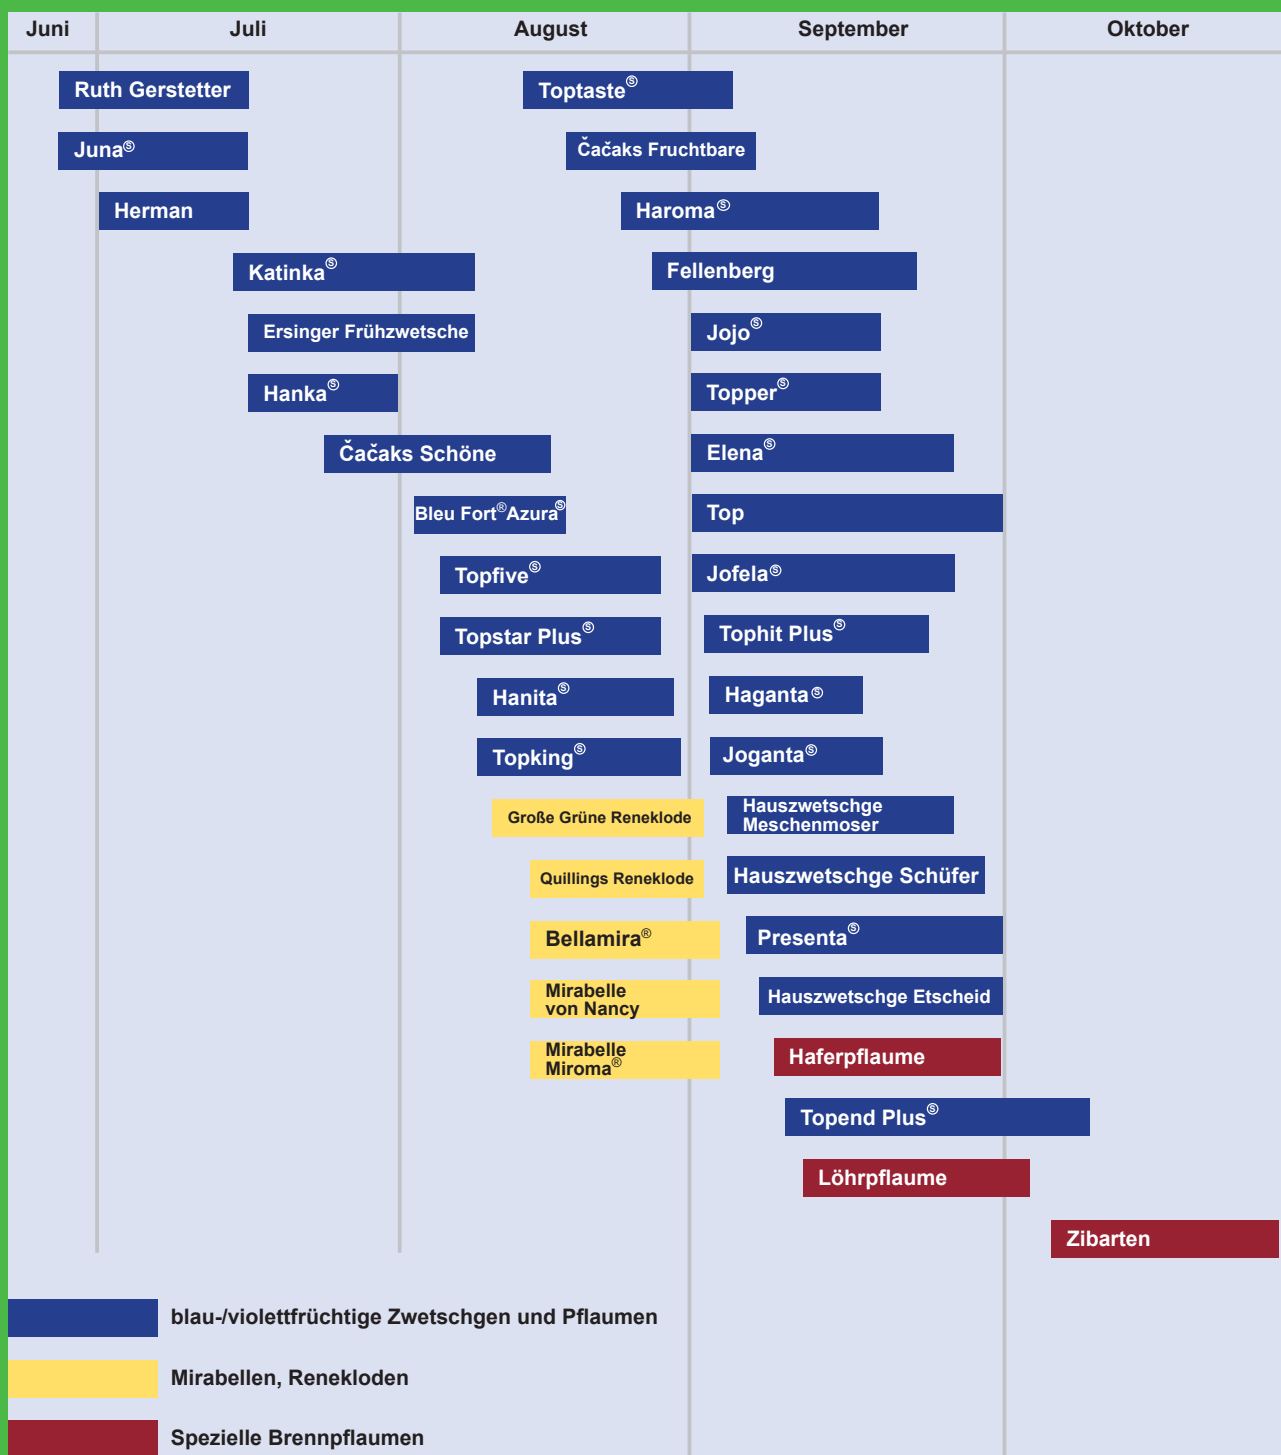 Juni
Juli
August
September
Oktober
Ruth Gerstetter
Juna Ⓢ
Herman
Katinka Ⓢ
Ersinger Frühzwetsche
Hanka Ⓢ
Čačaks Schöne
Bleu Fort® Azura Ⓢ
Topfive Ⓢ
Topstar Plus Ⓢ
Hanita Ⓢ
Topking Ⓢ
Große Grüne Reneklode
Quillings Reneklode
Bellamira®
Mirabelle
von Nancy
Mirabelle
Miroma®
Toptaste Ⓢ
Čačaks Fruchtbare
Haroma Ⓢ
Fellenberg
Jojo Ⓢ
Topper Ⓢ
Elena Ⓢ
Top
Jofela Ⓢ
Tophit Plus Ⓢ
Haganta Ⓢ
Joganta Ⓢ
Hauszwetschge
Meschenmoser
Hauszwetschge Schüfer
Presenta Ⓢ
Hauszwetschge Etscheid
Haferpflaume
Topend Plus Ⓢ
Löhrpflaume
Zibarten
blau-/violettfrüchtige Zwetschgen und Pflaumen
Mirabellen, Renekloden
Spezielle Brennpflaumen